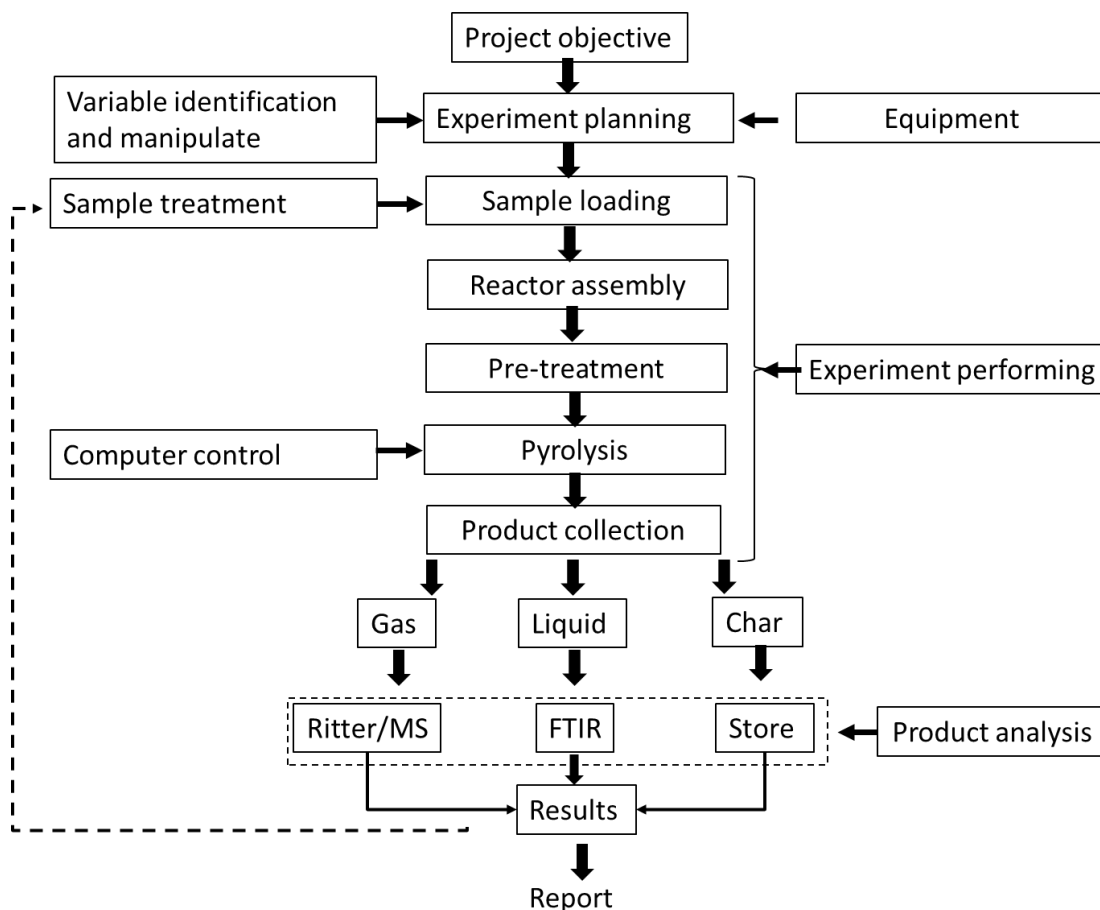 Project objective
Variable identification
and manipulate
Experiment planning
Equipment
Sample treatment
Sample loading
Reactor assembly
Pre-treatment
Experiment performing
Computer control
Pyrolysis
Product collection
Gas
Liquid
Char
Ritter/MS
FTIR
Store
Product analysis
Results
Report